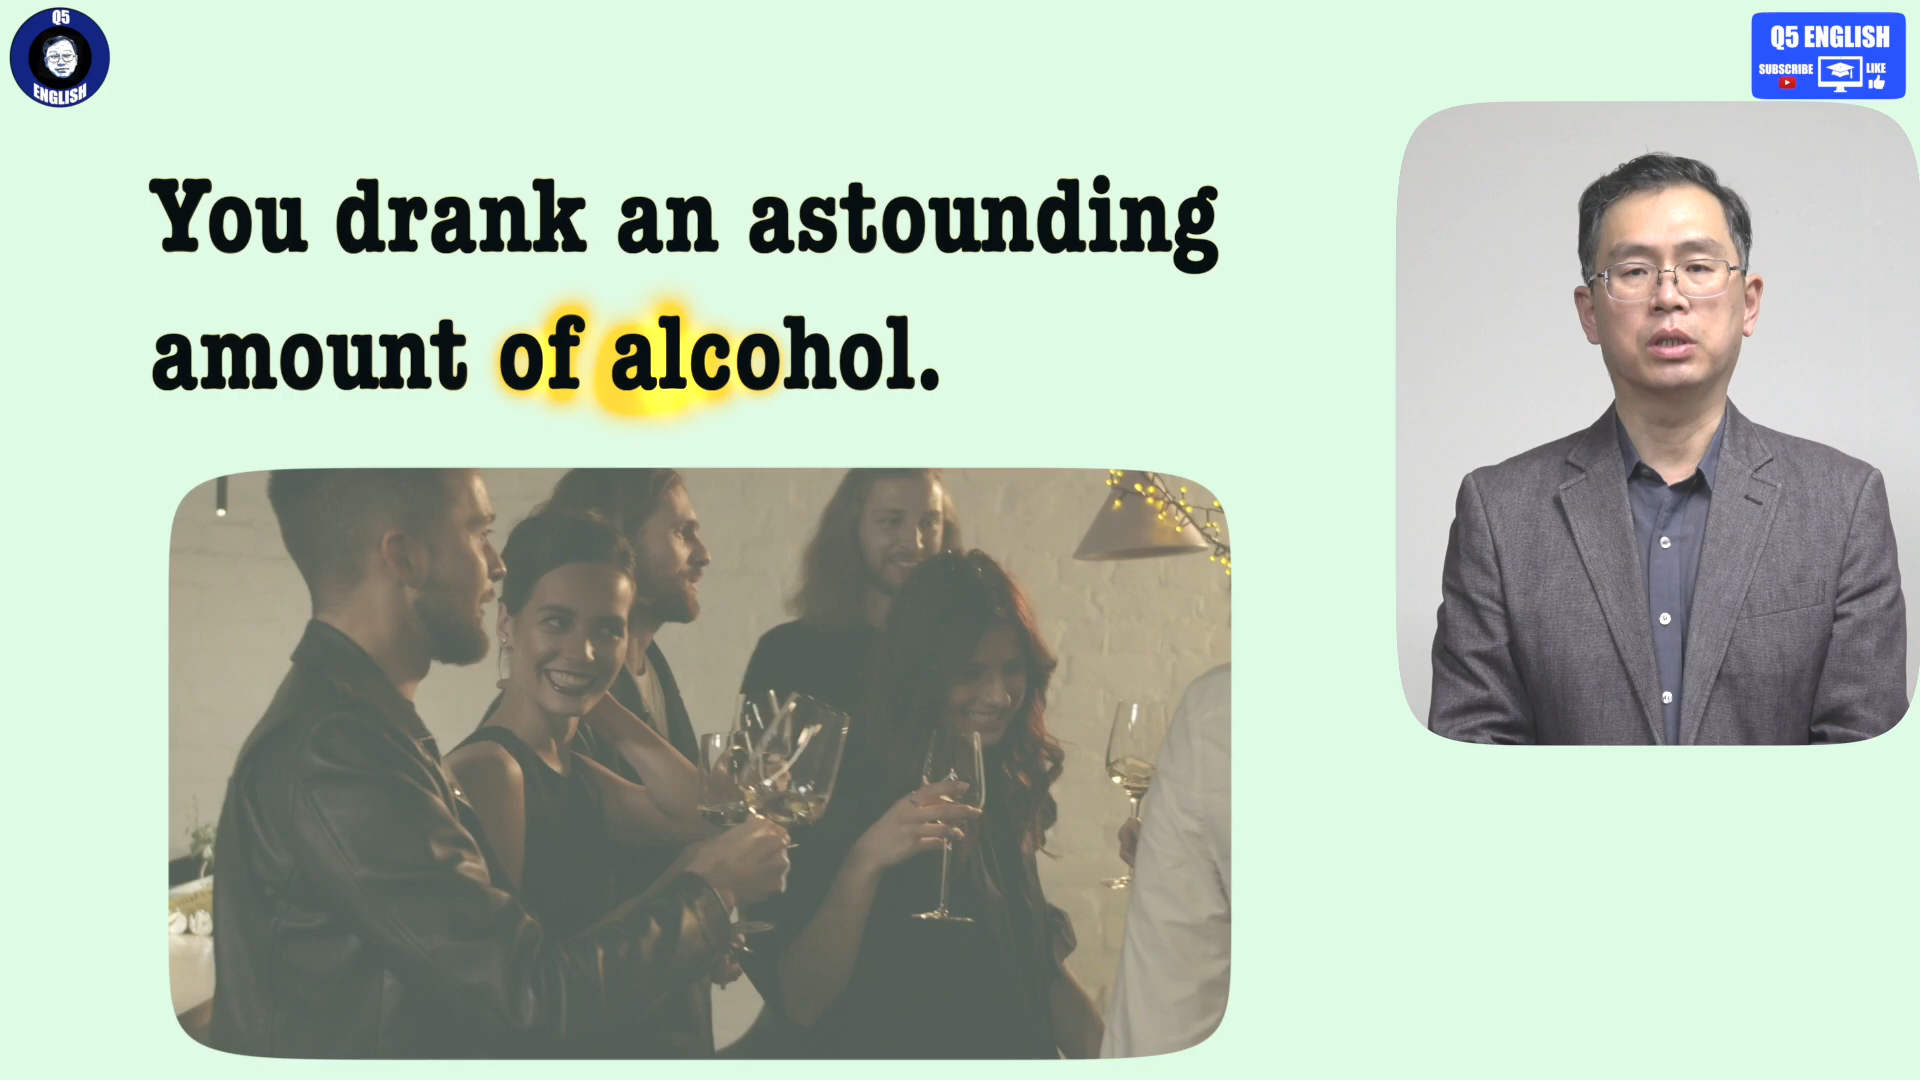 Q5
ENGLISH
Q5 ENGLISH
SUBSCRIBE
LIKE
You drank an astounding
amount of alcohol.